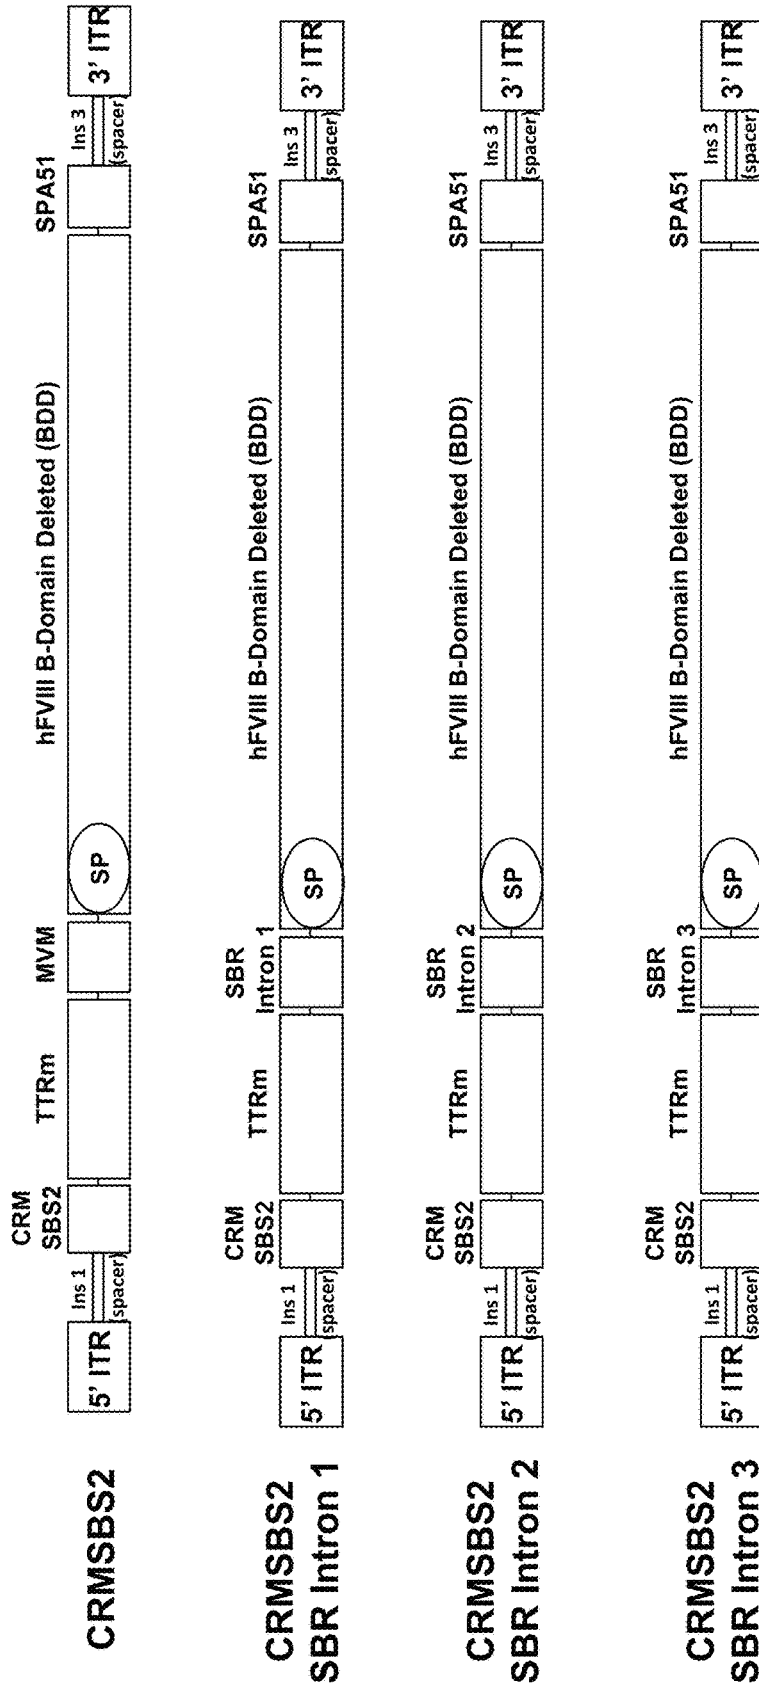 CRMSBS2
5' ITR
Ins 1
(spacer)
CRM
SBS2
TTRm
MVM
SP
hFVIII B-Domain Deleted (BDD)
SPA51
Ins 3
(spacer)
3' ITR
CRMSBS2
SBR Intron 1
5' ITR
Ins 1
(spacer)
CRM
SBS2
TTRm
SBR
Intron 1
SP
hFVIII B-Domain Deleted (BDD)
SPA51
Ins 3
(spacer)
3' ITR
CRMSBS2
SBR Intron 2
5' ITR
Ins 1
(spacer)
CRM
SBS2
TTRm
SBR
Intron 2
SP
hFVIII B-Domain Deleted (BDD)
SPA51
Ins 3
(spacer)
3' ITR
CRMSBS2
SBR Intron 3
5' ITR
Ins 1
(spacer)
CRM
SBS2
TTRm
SBR
Intron 3
SP
hFVIII B-Domain Deleted (BDD)
SPA51
Ins 3
(spacer)
3' ITR